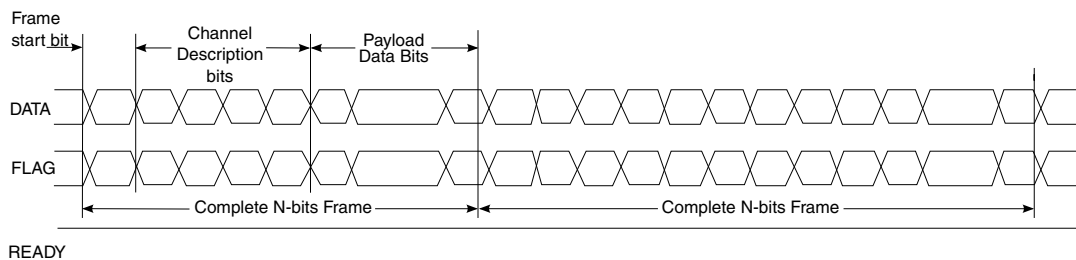 Frame
start bit
Channel
Description
bits
Payload
Data Bits
DATA
FLAG
Complete N-bits Frame
Complete N-bits Frame
READY